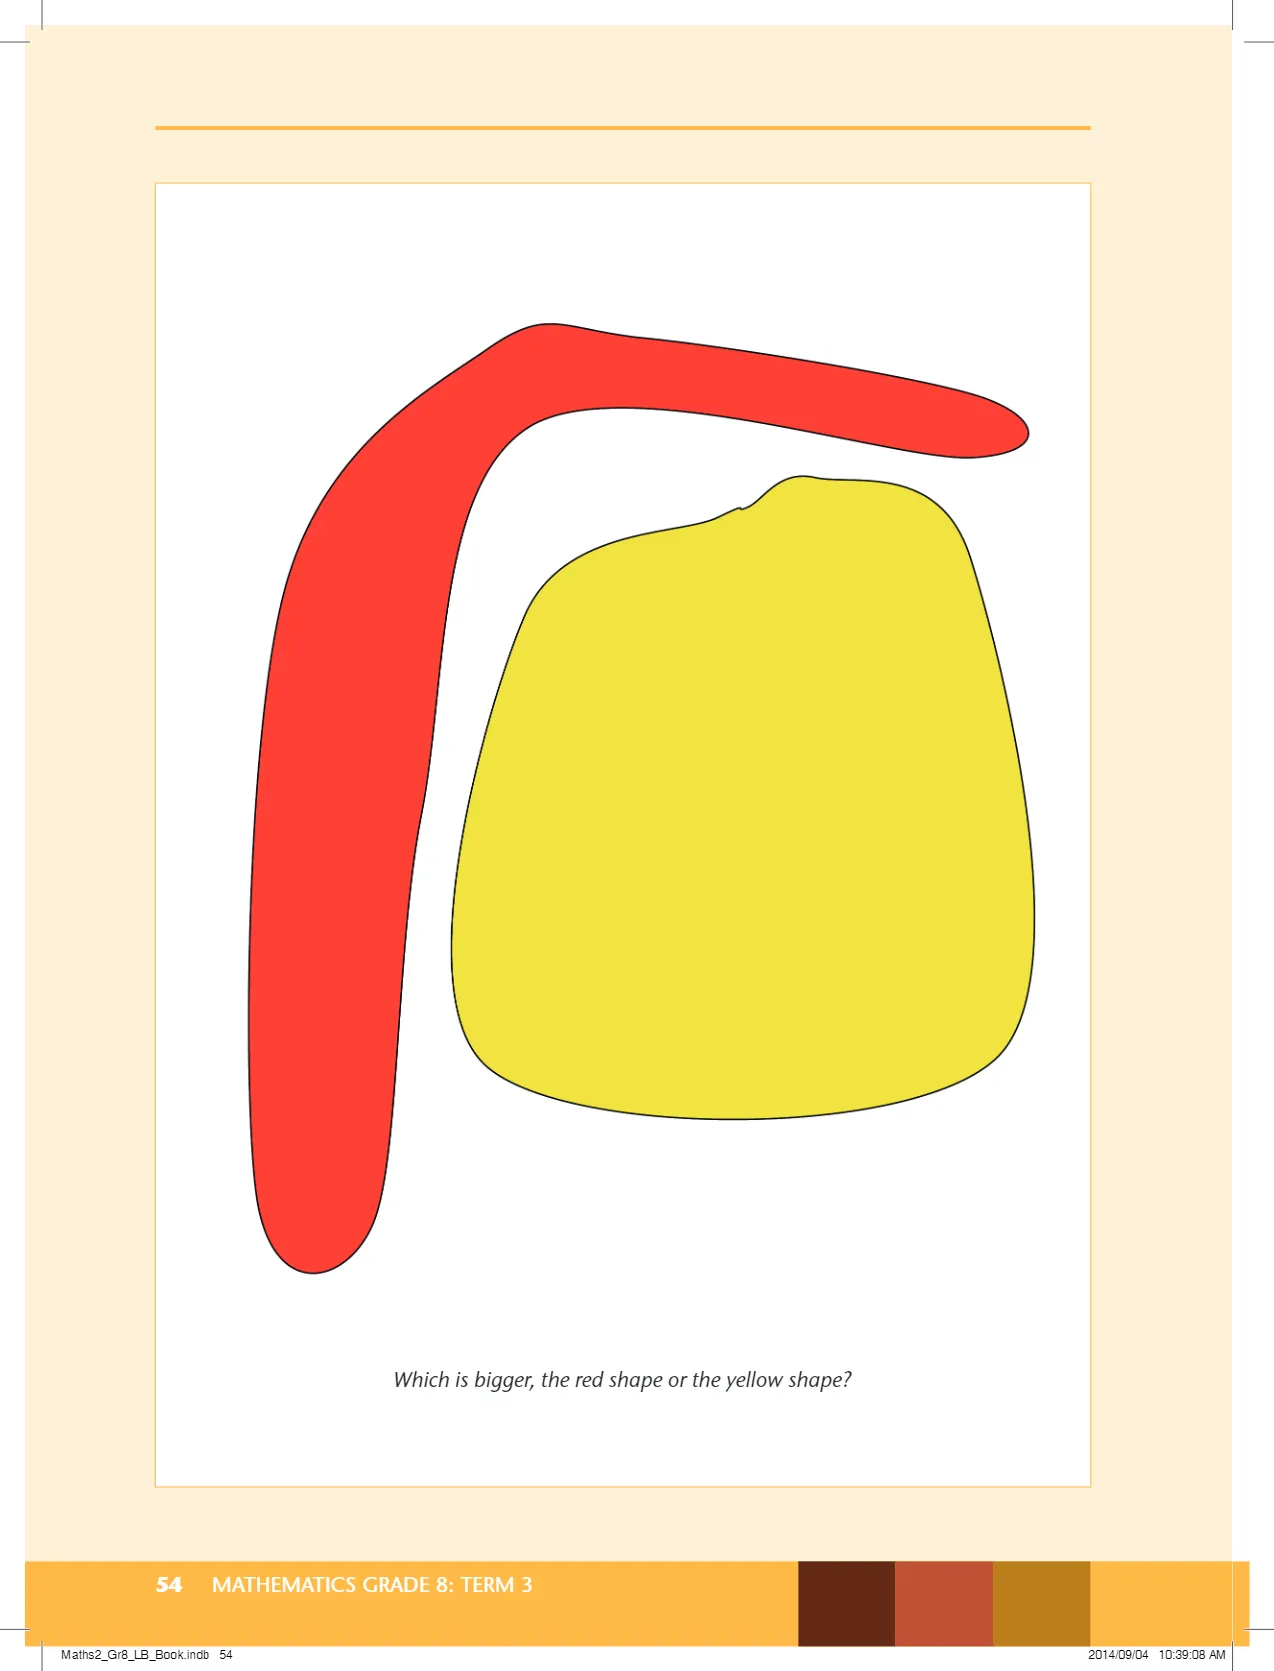 Which is bigger, the red shape or the yellow shape?
54 MATHEMATICS GRADE 8: TERM 3
Maths2_Gr8_LB_Book.indb 54 2014/09/04 10:39:08 AM